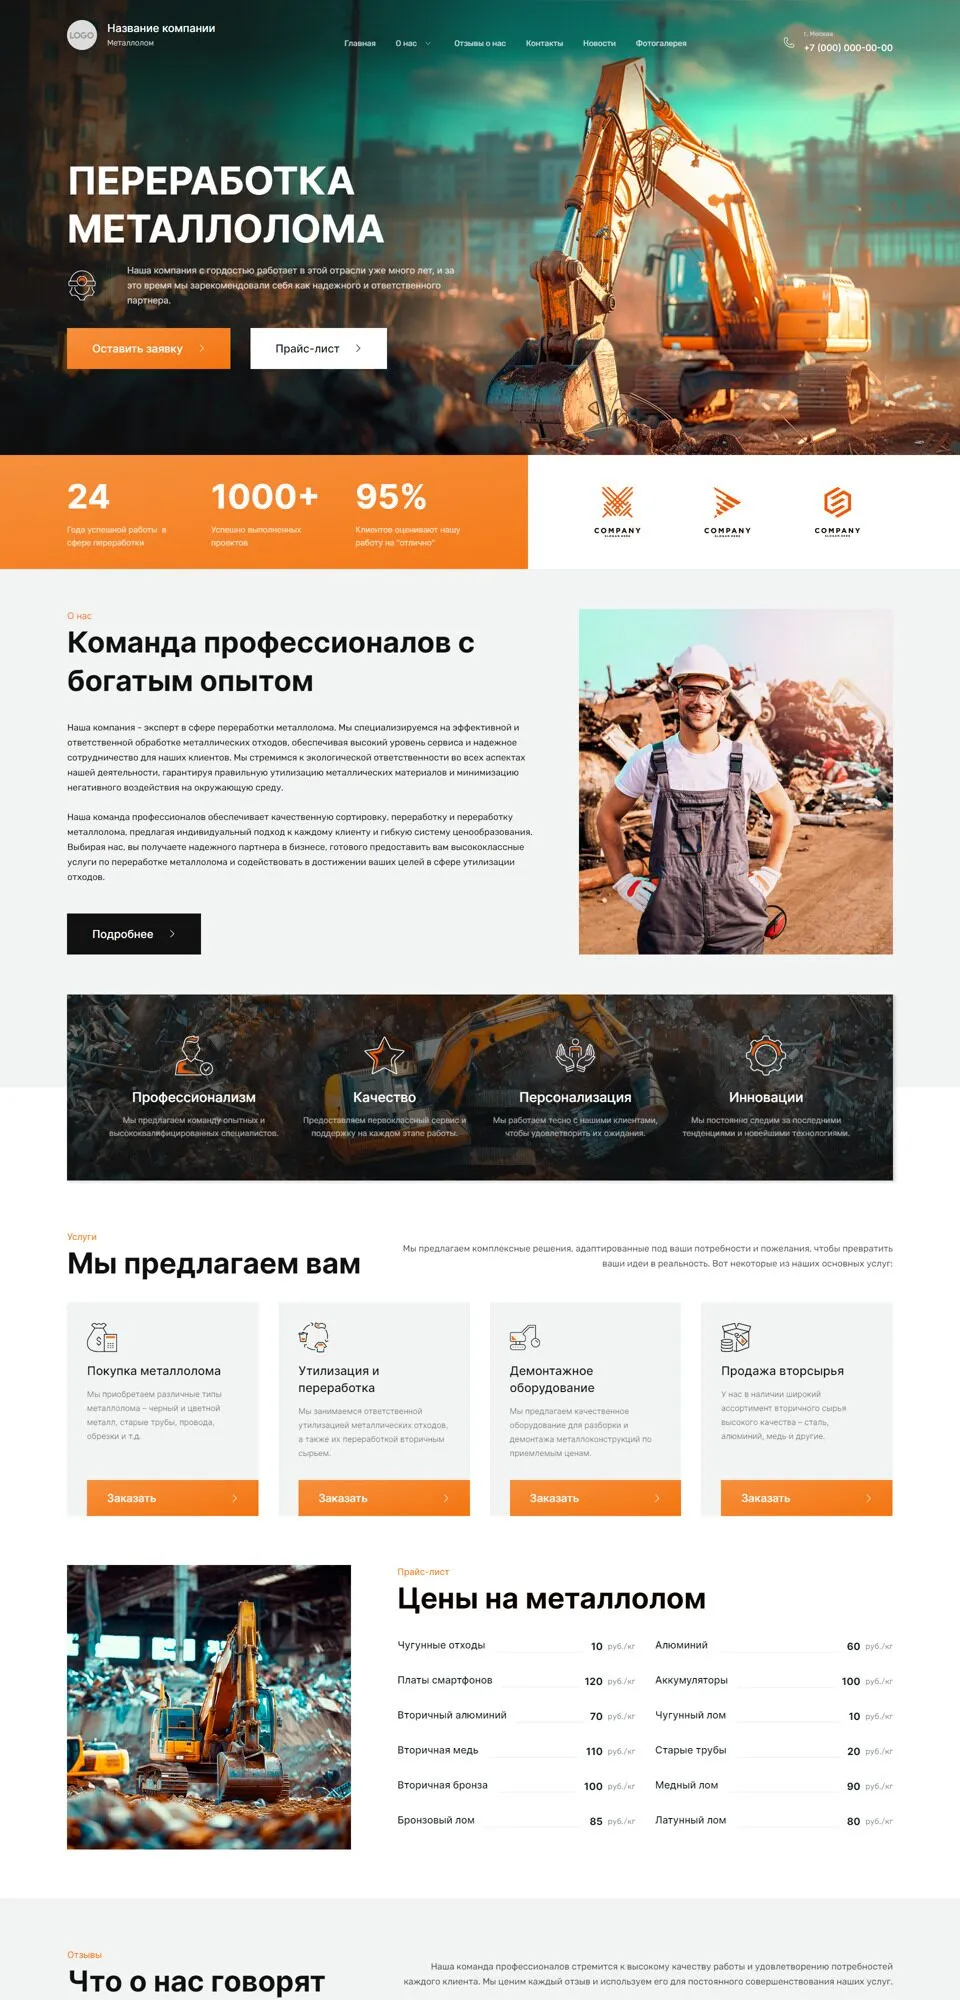 LOGO
Название компании
Металлолом
Главная
О нас
Отзывы о нас
Контакты
Новости
Фотогалерея
г. Москва
+7 (000) 000-00-00
ПЕРЕРАБОТКА
МЕТАЛЛОЛОМА
Наша компания с гордостью работает в этой отрасли уже много лет, и за
это время мы зарекомендовали себя как надежного и ответственного
партнера.
Оставить заявку
Прайс-лист
24
Года успешной работы в
сфере переработки
1000+
Успешно выполненных
проектов
95%
Клиентов оценивают нашу
работу на "отлично"
COMPANY
SLOGAN HERE
COMPANY
SLOGAN HERE
COMPANY
SLOGAN HERE
О нас
Команда профессионалов с
богатым опытом
Наша компания – эксперт в сфере переработки металлолома. Мы специализируемся на эффективной и
ответственной обработке металлических отходов, обеспечивая высокий уровень сервиса и надежное
сотрудничество для наших клиентов. Мы стремимся к экологической ответственности во всех аспектах
нашей деятельности, гарантируя правильную утилизацию металлических материалов и минимизацию
негативного воздействия на окружающую среду.
Наша команда профессионалов обеспечивает качественную сортировку, переработку и переработку
металлолома, предлагая индивидуальный подход к каждому клиенту и гибкую систему ценообразования.
Выбирая нас, вы получаете надежного партнера в бизнесе, готового предоставить вам высококлассные
услуги по переработке металлолома и содействовать в достижении ваших целей в сфере утилизации
отходов.
Подробнее
Профессионализм
Мы предлагаем команду опытных и
высококвалифицированных специалистов.
Качество
Предоставляем первоклассный сервис и
поддержку на каждом этапе работы.
Персонализация
Мы работаем тесно с нашими клиентами,
чтобы удовлетворить их ожидания.
Инновации
Мы постоянно следим за последними
тенденциями и новейшими технологиями.
Услуги
Мы предлагаем вам
Мы предлагаем комплексные решения, адаптированные под ваши потребности и пожелания, чтобы превратить
ваши идеи в реальность. Вот некоторые из наших основных услуг:
Покупка металлолома
Мы приобретаем различные типы
металлолома – черный и цветной
металл, старые трубы, провода,
обрезки и т.д.
Заказать
Утилизация и
переработка
Мы занимаемся ответственной
утилизацией металлических отходов,
а также их переработкой вторичным
сырьем.
Заказать
Демонтажное
оборудование
Мы предлагаем качественное
оборудование для разборки и
демонтажа металлоконструкций по
приемлемым ценам.
Заказать
Продажа вторсырья
У нас в наличии широкий
ассортимент вторичного сырья
высокого качества – сталь,
алюминий, медь и другие.
Заказать
Прайс-лист
Цены на металлолом
Чугунные отходы 10 руб./кг
Алюминий 60 руб./кг
Платы смартфонов 120 руб./кг
Аккумуляторы 100 руб./кг
Вторичный алюминий 70 руб./кг
Чугунный лом 10 руб./кг
Вторичная медь 110 руб./кг
Старые трубы 20 руб./кг
Вторичная бронза 100 руб./кг
Медный лом 90 руб./кг
Бронзовый лом 85 руб./кг
Латунный лом 80 руб./кг
Отзывы
Что о нас говорят
Наша команда профессионалов стремится к высокому качеству работы и удовлетворению потребностей
каждого клиента. Мы ценим каждый отзыв и используем его для постоянного совершенствования наших услуг.